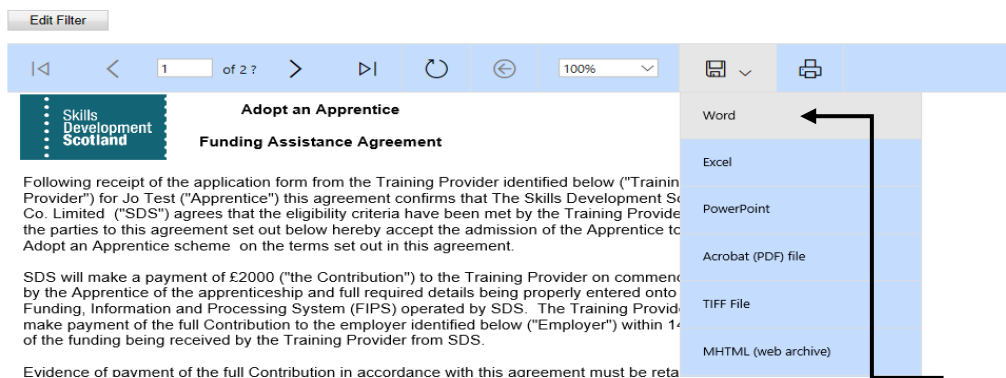 Edit Filter
1 of 2 ? 100%
Skills
Development
Scotland
Adopt an Apprentice
Funding Assistance Agreement
Following receipt of the application form from the Training Provider identified below ("Trainin
Provider") for Jo Test ("Apprentice") this agreement confirms that The Skills Development
Co. Limited ("SDS") agrees that the eligibility criteria have been met by the Training Provide
the parties to this agreement set out below hereby accept the admission of the Apprentice to
Adopt an Apprentice scheme on the terms set out in this agreement.
SDS will make a payment of £2000 ("the Contribution") to the Training Provider on commen
by the Apprentice of the apprenticeship and full required details being properly entered onto
Funding, Information and Processing System (FIPS) operated by SDS. The Training Provid
make payment of the full Contribution to the employer identified below ("Employer") within
of the funding being received by the Training Provider from SDS.
Evidence of payment of the full Contribution in accordance with this agreement must be reta
Word
Excel
PowerPoint
Acrobat (PDF) file
TIFF File
MHTML (web archive)